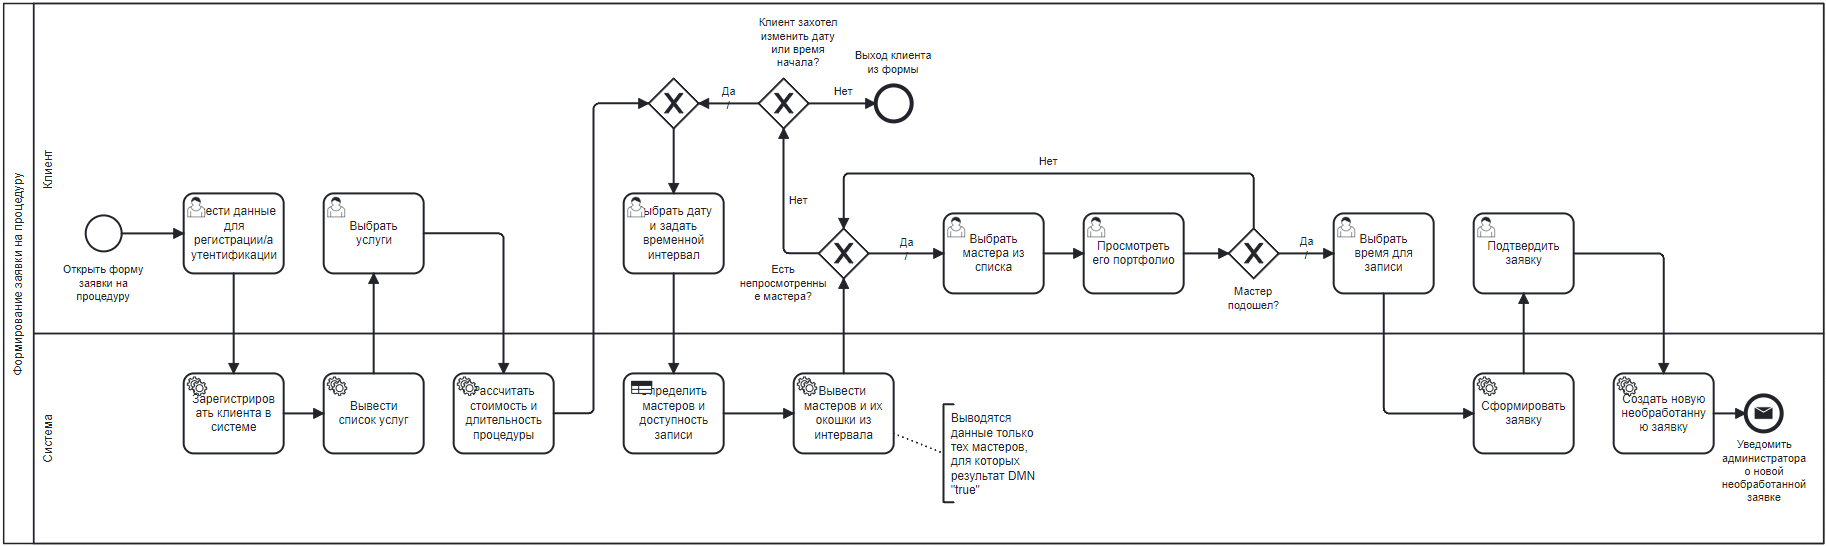 Формирование заявки на процедуру
Клиент
Система
Открыть форму
заявки на
процедуру
ести данные
для
регистрации/а
утентификации
Выбрать
услуги
Зарегистриров
ать клиента в
системе
Вывести
список услуг
Рассчитать
стоимость и
длительность
процедуры
ыбрать дату
и задать
временной
интервал
Определить
мастеров и
доступность
записи
Вывести
мастеров и их
окошки из
интервала
Выводятся
данные только
тех мастеров,
для которых
результат DMN
"true"
Клиент захотел
изменить дату
или время
начала?
Да
Нет
Выход клиента
из формы
Нет
Есть
непросмотренны
е мастера?
Да
Выбрать
мастера из
списка
Просмотреть
его портфолио
Нет
Мастер
подошел?
Да
Выбрать
время для
записи
Сформировать
заявку
Подтвердить
заявку
Создать новую
необработанну
ю заявку
Уведомить
администратора
о новой
необработанной
заявке